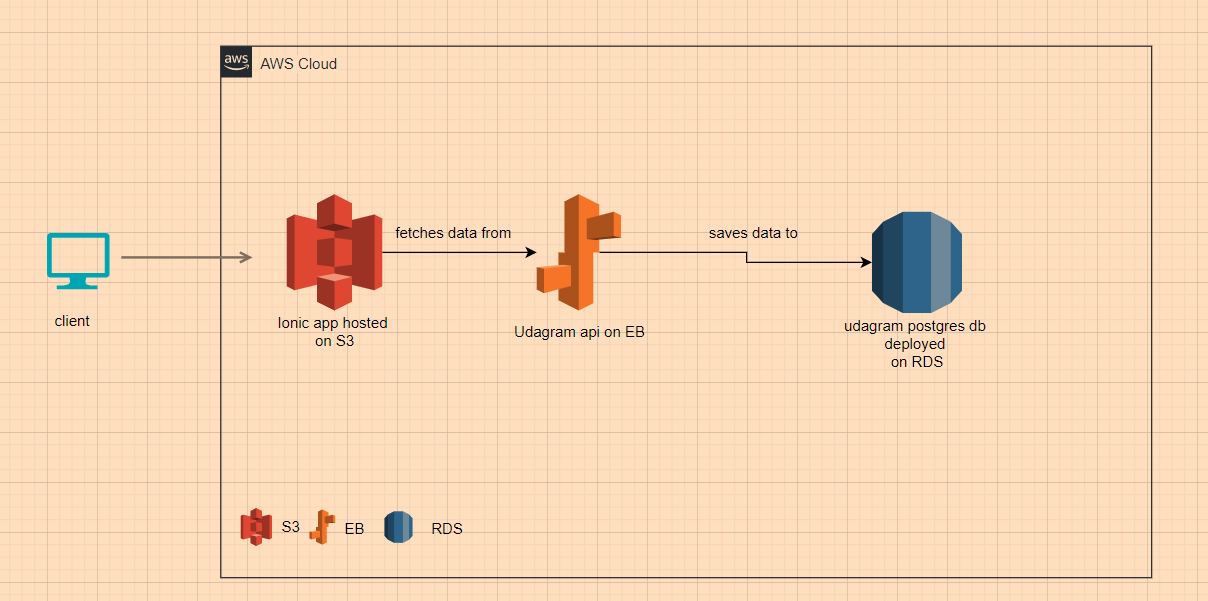 aws
AWS Cloud
fetches data from
saves data to
client
Ionic app hosted
on S3
Udagram api on EB
udagram postgres db
deployed
on RDS
S3
EB
RDS